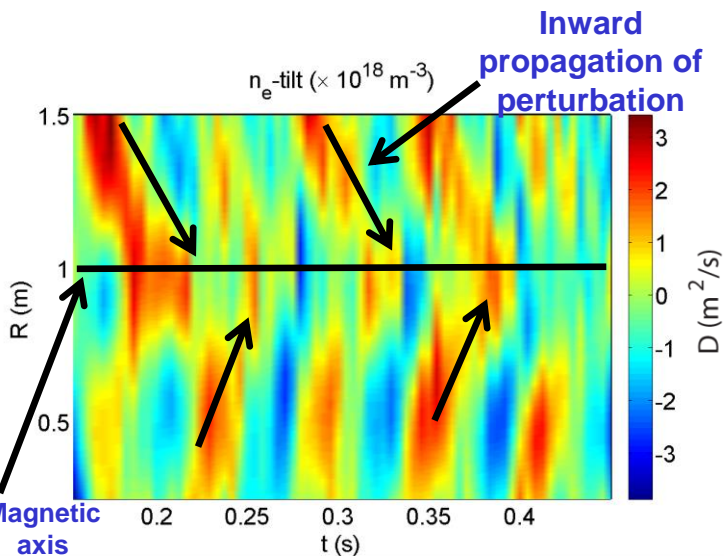 Inward
propagation of
perturbation
n_e-tilt (× 10^18 m^-3)
1.5
1
0.5
R (m)
0.2
0.25
0.3
0.35
0.4
t (s)
3
2
1
0
-1
-2
-3
D (m^2/s)
Magnetic
axis